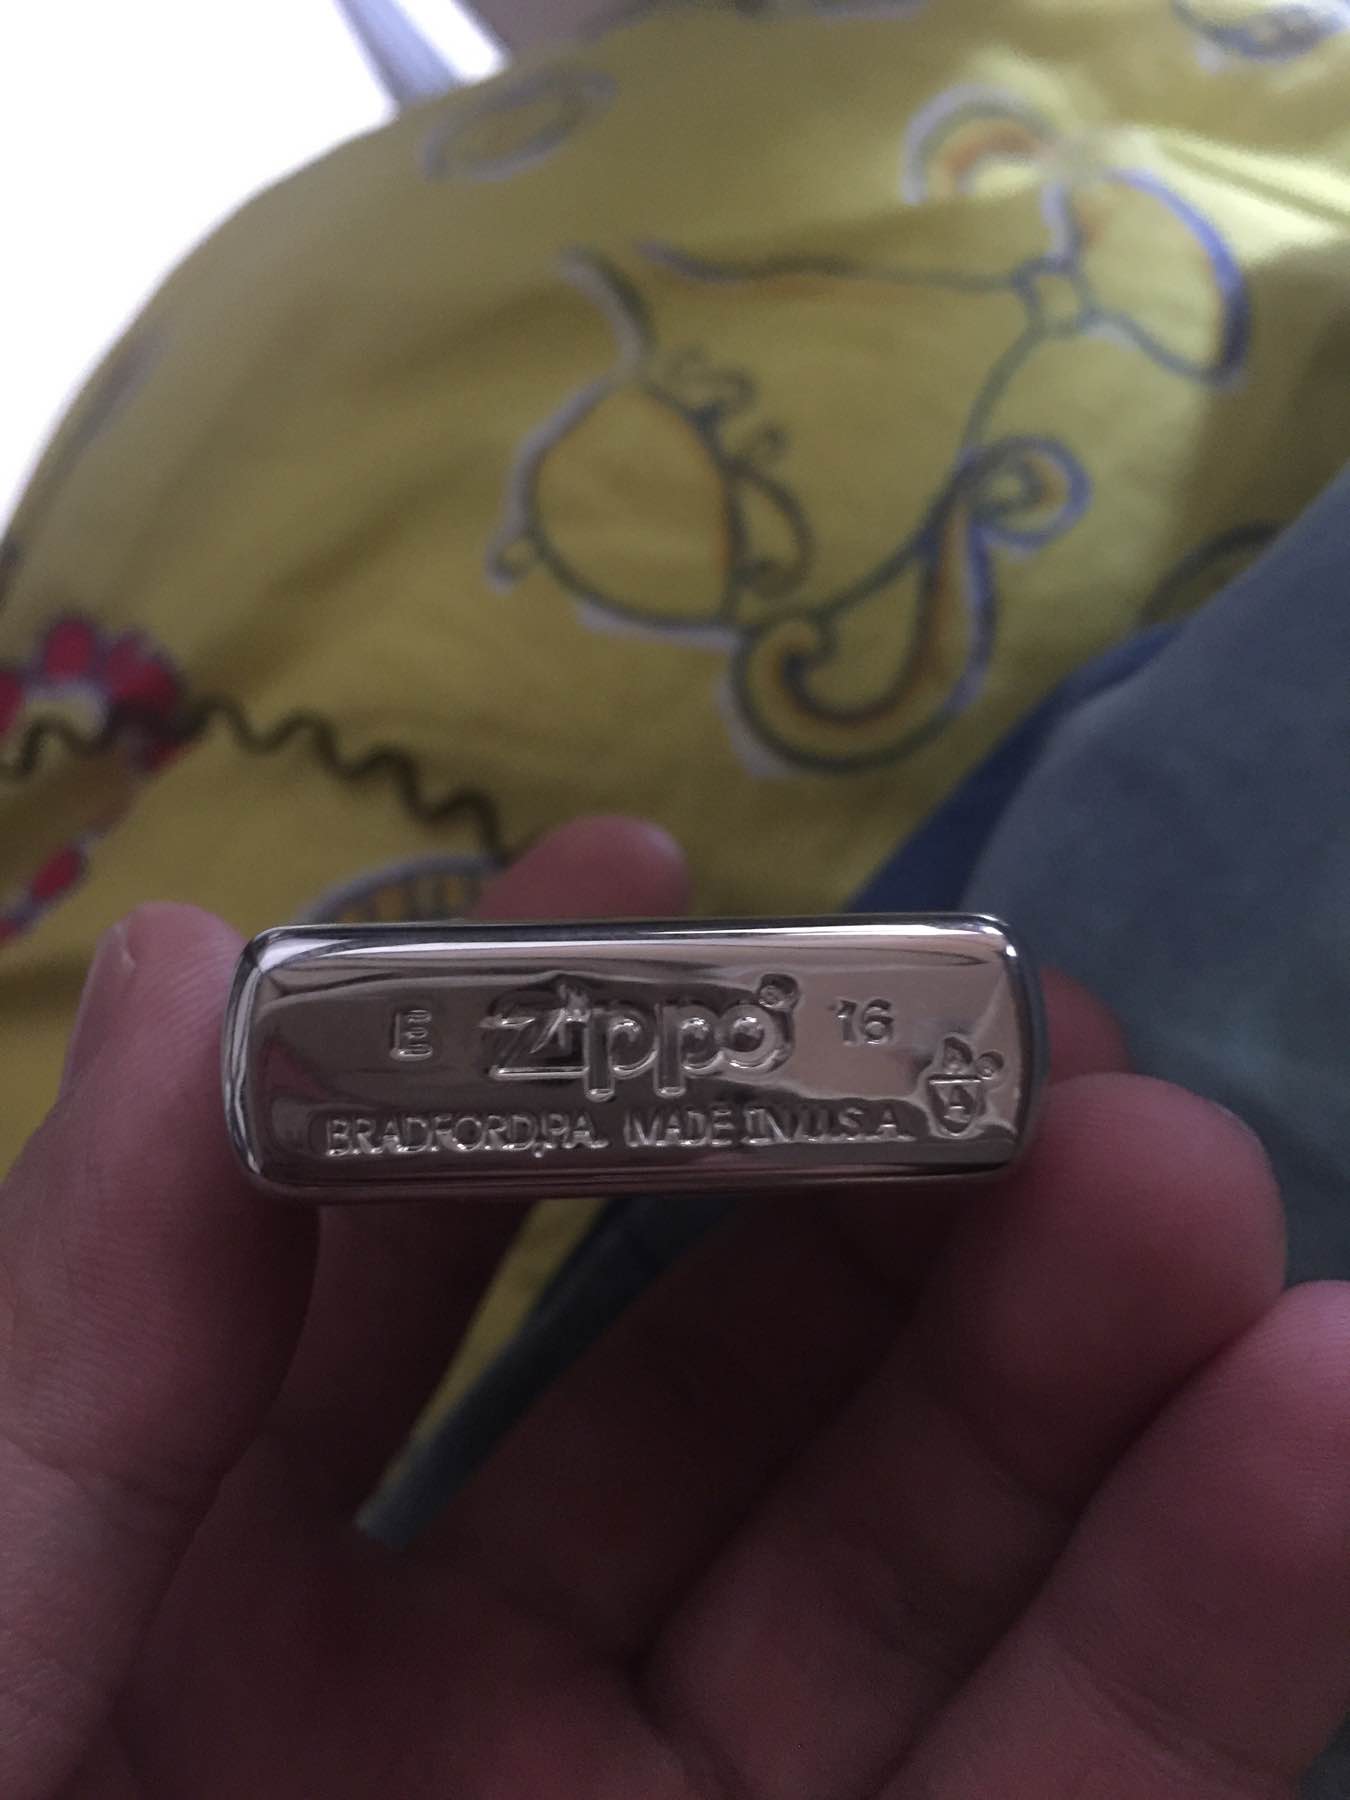 E Zippo® 16
BRADFORD, PA. MADE IN U.S.A.
A